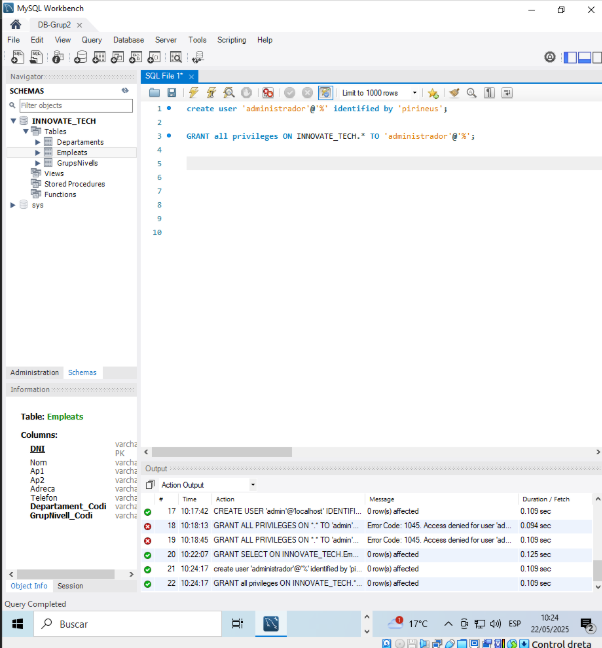 MySQL Workbench
DB-Grup2
File Edit View Query Database Server Tools Scripting Help
Navigator
SQL File 1*
SCHEMAS
Filter objects
Limit to 1000 rows
INNOVATE_TECH
Tables
Departaments
Empleats
GrupsNivells
Views
Stored Procedures
Functions
sys
1 create user 'administrador'@'%' identified by 'pirineus';
2
3 GRANT all privileges ON INNOVATE_TECH.* TO 'administrador'@'%';
4
5
6
7
8
9
10
Administration Schemas
Information
Table: Empleats
Columns:
DNI varcha
PK
Nom varcha
Ap1 varcha
Ap2 varcha
Adreca varcha
Telefon varcha
Departament_Codi varcha
GrupNivell_Codi varcha
Object Info Session
Output
Action Output
# Time Action Message Duration / Fetch
17 10:17:42 CREATE USER 'admin'@'localhost' IDENTIFI... 0 row(s) affected 0.109 sec
18 10:18:13 GRANT ALL PRIVILEGES ON *.* TO 'admin'... Error Code: 1045. Access denied for user 'ad... 0.094 sec
19 10:18:45 GRANT ALL PRIVILEGES ON *.* TO 'admin'... Error Code: 1045. Access denied for user 'ad... 0.109 sec
20 10:22:07 GRANT SELECT ON INNOVATE_TECH.Em... 0 row(s) affected 0.125 sec
21 10:24:17 create user 'administrador'@'%' identified by 'pi... 0 row(s) affected 0.109 sec
22 10:24:17 GRANT all privileges ON INNOVATE_TECH.*... 0 row(s) affected 0.109 sec
Query Completed
Buscar
17°C
ESP
10:24
22/05/2025
2
Control dreta